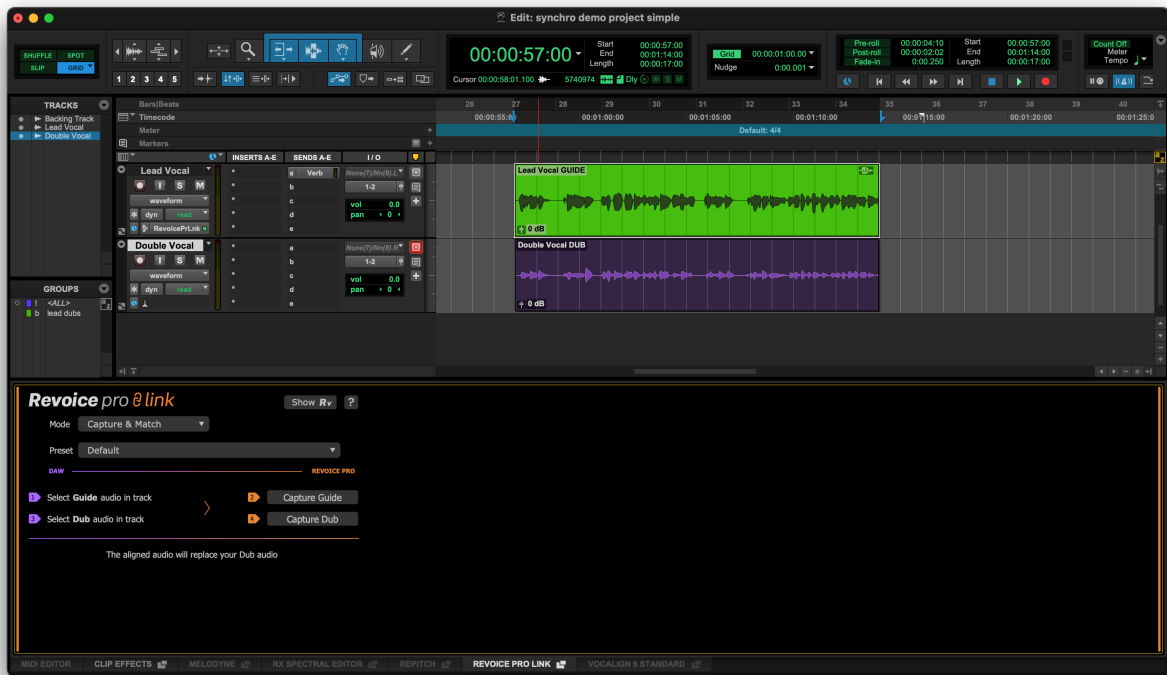 Edit: synchro demo project simple
SHUFFLE SPOT
SLIP GRID
1 2 3 4 5
00:00:57:00
Start 00:00:57:00
End 00:01:14:00
Length 00:00:17:00
Cursor 00:00:58:01.100 5740974 Dly S M
Grid 00:00:01:00.00
Nudge 0:00.001
Pre-roll 00:00:04:10
Post-roll 00:00:02:02
Fade-in 0:00.250
Start 00:00:57:00
End 00:01:14:00
Length 00:00:17:00
Count Off
Meter
Tempo
TRACKS
Backing Track
Lead Vocal
Double Vocal
GROUPS
! <ALL>
b lead dubs
Bars|Beats
Timecode
Meter
Markers
26 27 28 29 30 31 32 33 34 35 36 37 38 39 40
00:01:00:00 00:01:05:00 00:01:10:00 00:01:20:00 00:01:25:0
Default: 4/4
INSERTS A-E SENDS A-E I / O
Lead Vocal
I S M
waveform
dyn read
RevoicePrLnk
a Verb
b
c
d
e
None(7)/Nn(8).L
1-2
vol 0.0
pan 0
Lead Vocal GUIDE
0 dB
Double Vocal
I S M
waveform
dyn read
a
b
c
d
e
None(7)/Nn(8).R
1-2
vol 0.0
pan 0
Double Vocal DUB
0 dB
Revoice pro link
Show Rv ?
Mode Capture & Match
Preset Default
DAW REVOICE PRO
1 Select Guide audio in track
2 Capture Guide
3 Select Dub audio in track
4 Capture Dub
The aligned audio will replace your Dub audio
MIDI EDITOR CLIP EFFECTS MELODYNE RX SPECTRAL EDITOR REPITCH REVOICE PRO LINK VOCALIGN 6 STANDARD